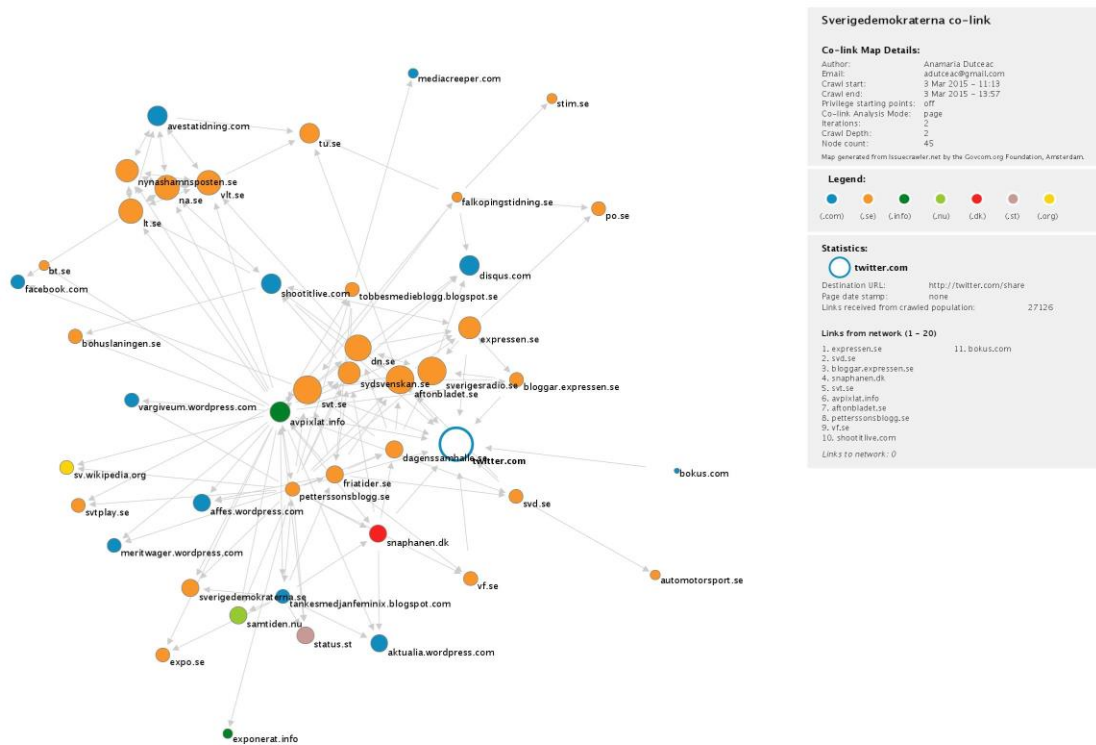 mediacreeper.com
stim.se
avestatidning.com
tu.se
nynashamnsposten.se
na.se
vlt.se
falkopingstidning.se
po.se
lt.se
bt.se
disqus.com
facebook.com
shootitlive.com
tobbesmedieblogg.blogspot.se
expressen.se
bohuslaningen.se
dn.se
sydsvenskan.se
sverigesradio.se
bloggar.expressen.se
aftonbladet.se
svt.se
vargiveum.wordpress.com
avpixlat.info
dagenssamhalle.se
twitter.com
sv.wikipedia.org
bokus.com
friatider.se
petterssonsblogg.se
svtplay.se
affes.wordpress.com
svd.se
snaphanen.dk
meritwager.wordpress.com
vf.se
automotorsport.se
sverigedemokraterna.se
tankesmedjanfeminix.blogspot.com
samtiden.nu
status.st
aktualia.wordpress.com
expo.se
exponerat.info
Sverigedemokraterna co-link
Co-link Map Details:
Author: Anamaria Dutceac
Email: adutceac@gmail.com
Crawl start: 3 Mar 2015 - 11:13
Crawl end: 3 Mar 2015 - 13:57
Privilege starting points: off
Co-link Analysis Mode: page
Iterations: 2
Crawl Depth: 2
Node count: 45
Map generated from Issuecrawler.net by the Govcom.org Foundation, Amsterdam.
Legend:
(.com) (.se) (.info) (.nu) (.dk) (.st) (.org)
Statistics:
twitter.com
Destination URL: http://twitter.com/share
Page date stamp: none
Links received from crawled population: 27126
Links from network (1 - 20)
1. expressen.se 11. bokus.com
2. svd.se
3. bloggar.expressen.se
4. snaphanen.dk
5. svt.se
6. avpixlat.info
7. aftonbladet.se
8. petterssonsblogg.se
9. vf.se
10. shootitlive.com
Links to network: 0